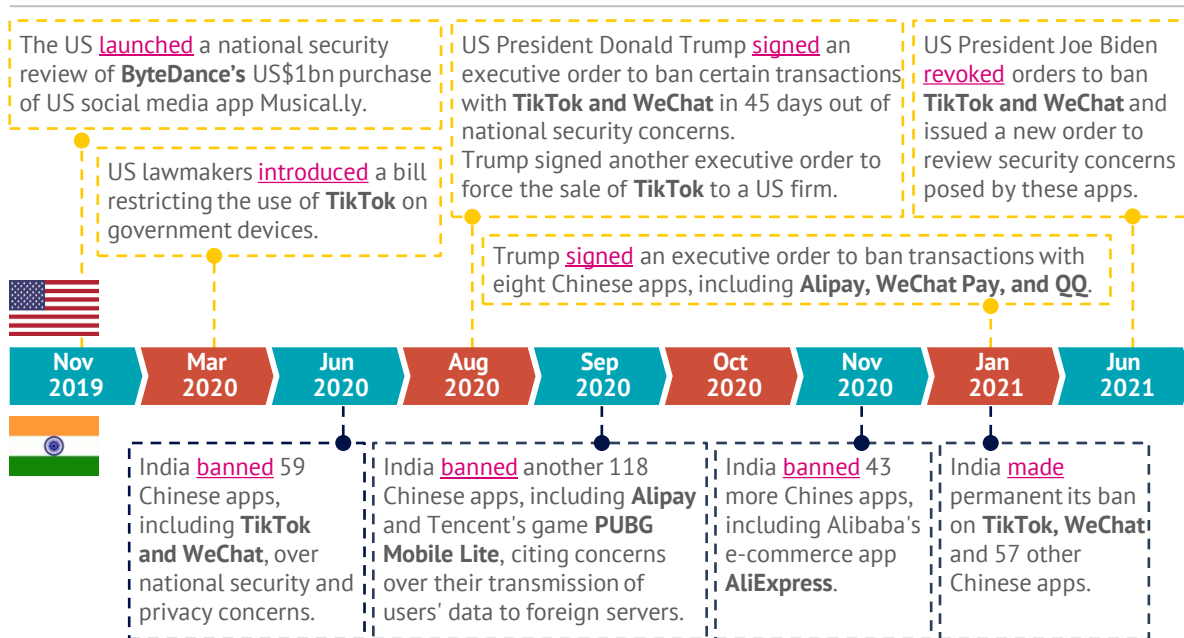 The US launched a national security
review of ByteDance's US$1bn purchase
of US social media app Musical.ly.
US lawmakers introduced a bill
restricting the use of TikTok on
government devices.
US President Donald Trump signed an
executive order to ban certain transactions
with TikTok and WeChat in 45 days out of
national security concerns.
Trump signed another executive order to
force the sale of TikTok to a US firm.
US President Joe Biden
revoked orders to ban
TikTok and WeChat and
issued a new order to
review security concerns
posed by these apps.
Trump signed an executive order to ban transactions with
eight Chinese apps, including Alipay, WeChat Pay, and QQ.
Nov
2019
Mar
2020
Jun
2020
Aug
2020
Sep
2020
Oct
2020
Nov
2020
Jan
2021
Jun
2021
India banned 59
Chinese apps,
including TikTok
and WeChat, over
national security and
privacy concerns.
India banned another 118
Chinese apps, including Alipay
and Tencent's game PUBG
Mobile Lite, citing concerns
over their transmission of
users' data to foreign servers.
India banned 43
more Chines apps,
including Alibaba's
e-commerce app
AliExpress.
India made
permanent its ban
on TikTok, WeChat
and 57 other
Chinese apps.